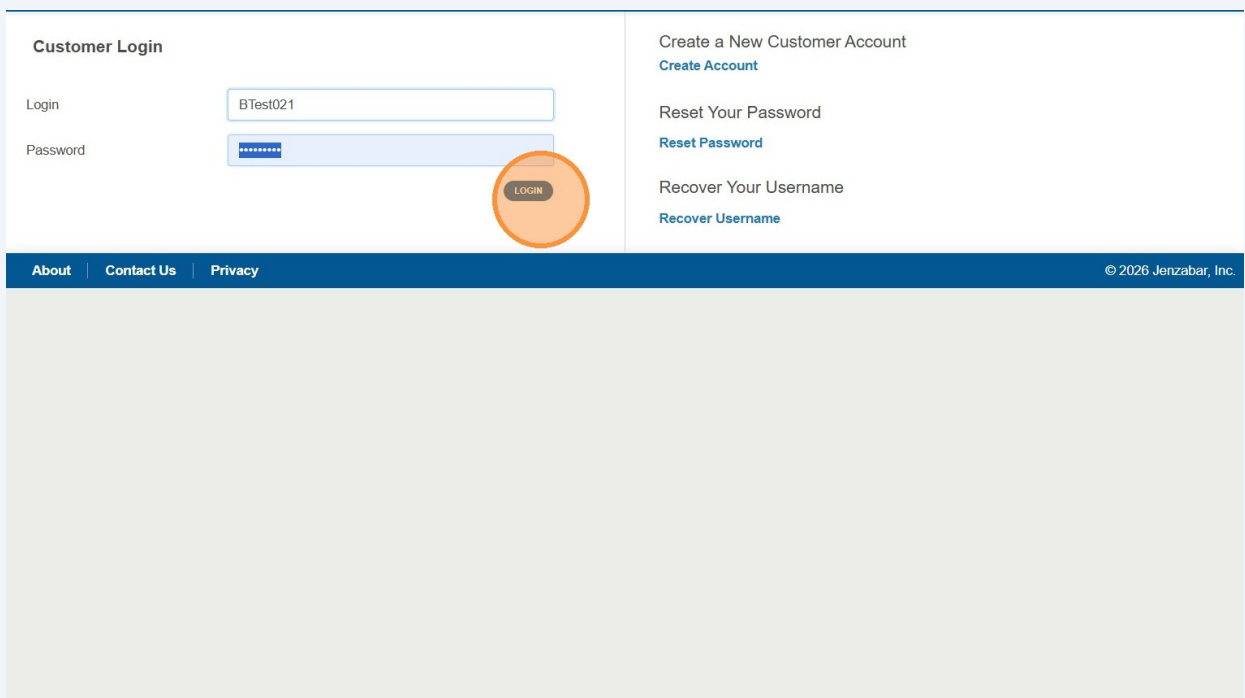 Customer Login
Login
BTest021
Password
•••••••••
LOGIN
Create a New Customer Account
Create Account
Reset Your Password
Reset Password
Recover Your Username
Recover Username
About
Contact Us
Privacy
© 2026 Jenzabar, Inc.